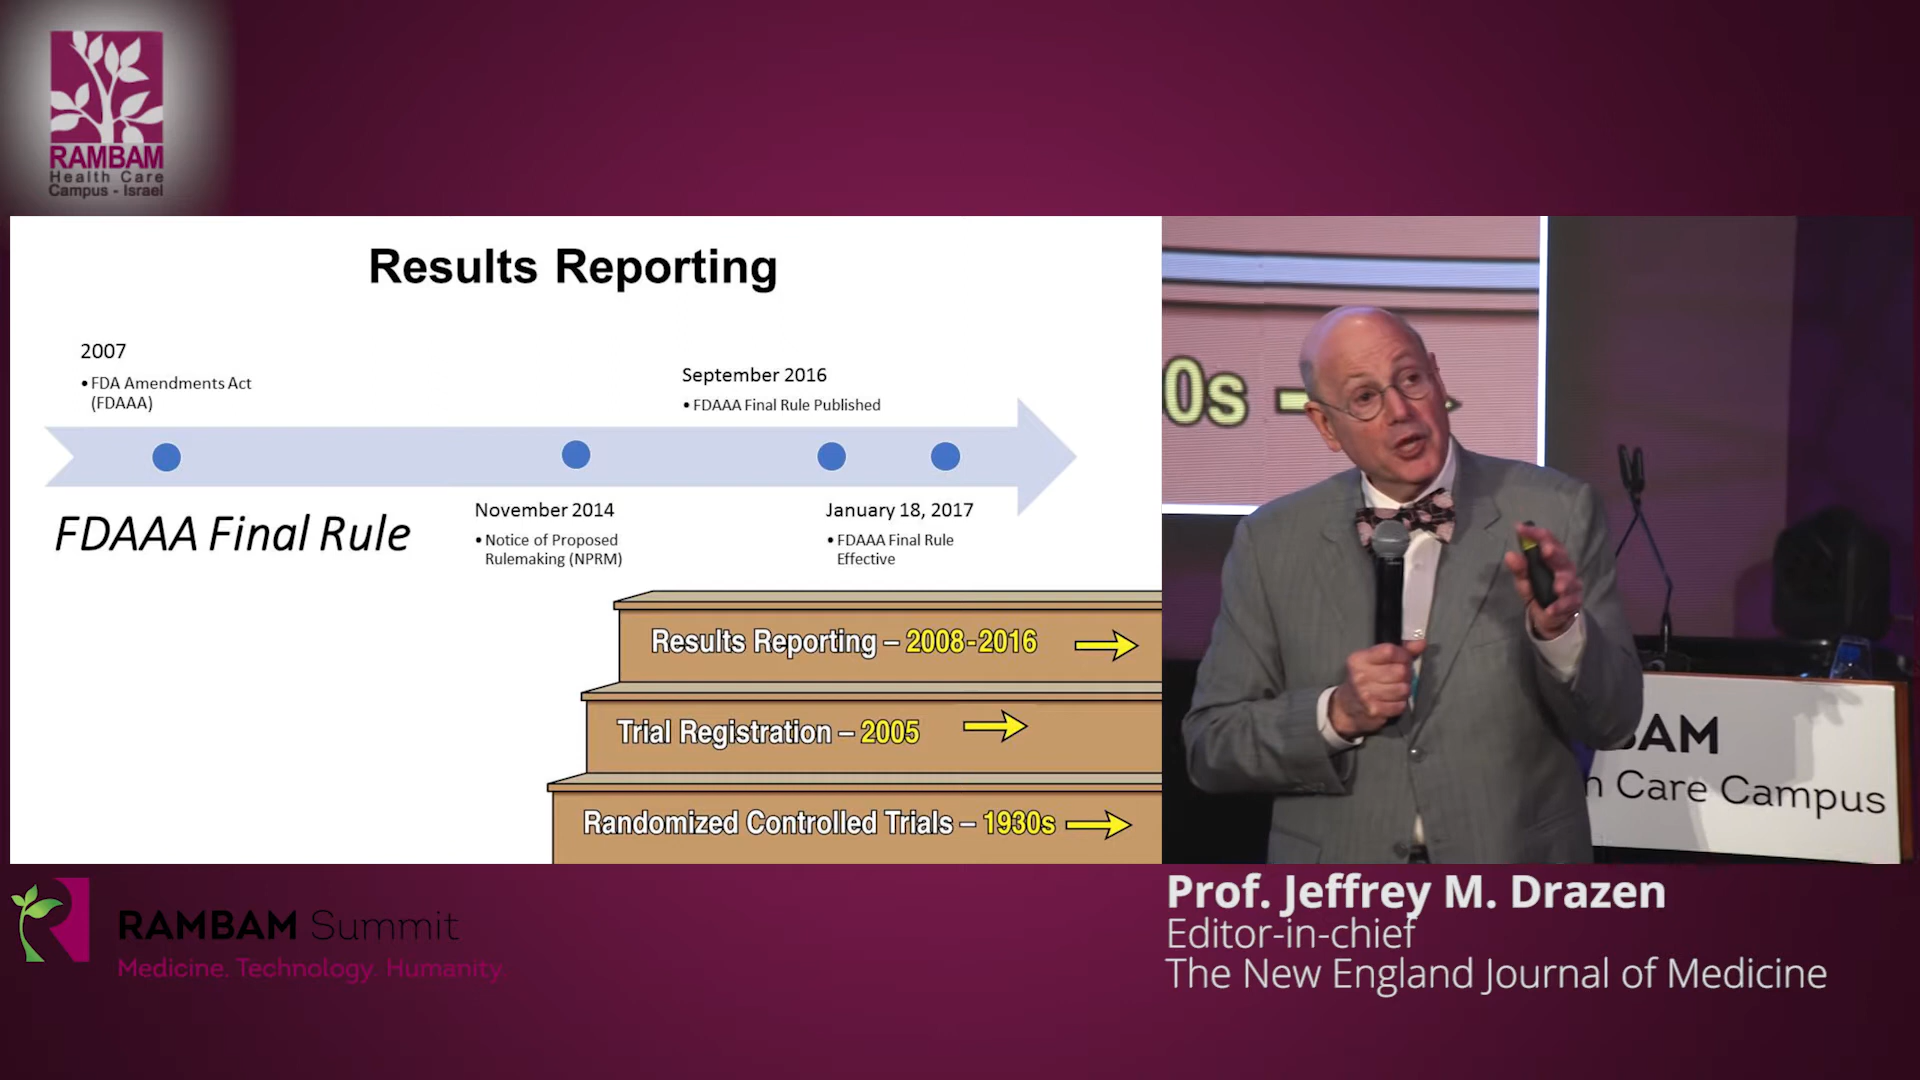 RAMBAM
Health Care
Campus - Israel
Results Reporting
2007
• FDA Amendments Act
(FDAAA)
September 2016
• FDAAA Final Rule Published
FDAAA Final Rule
November 2014
• Notice of Proposed
Rulemaking (NPRM)
January 18, 2017
• FDAAA Final Rule
Effective
Results Reporting – 2008-2016
Trial Registration – 2005
Randomized Controlled Trials – 1930s
0s –
AM
Care Campus
RAMBAM Summit
Medicine. Technology. Humanity.
Prof. Jeffrey M. Drazen
Editor-in-chief
The New England Journal of Medicine